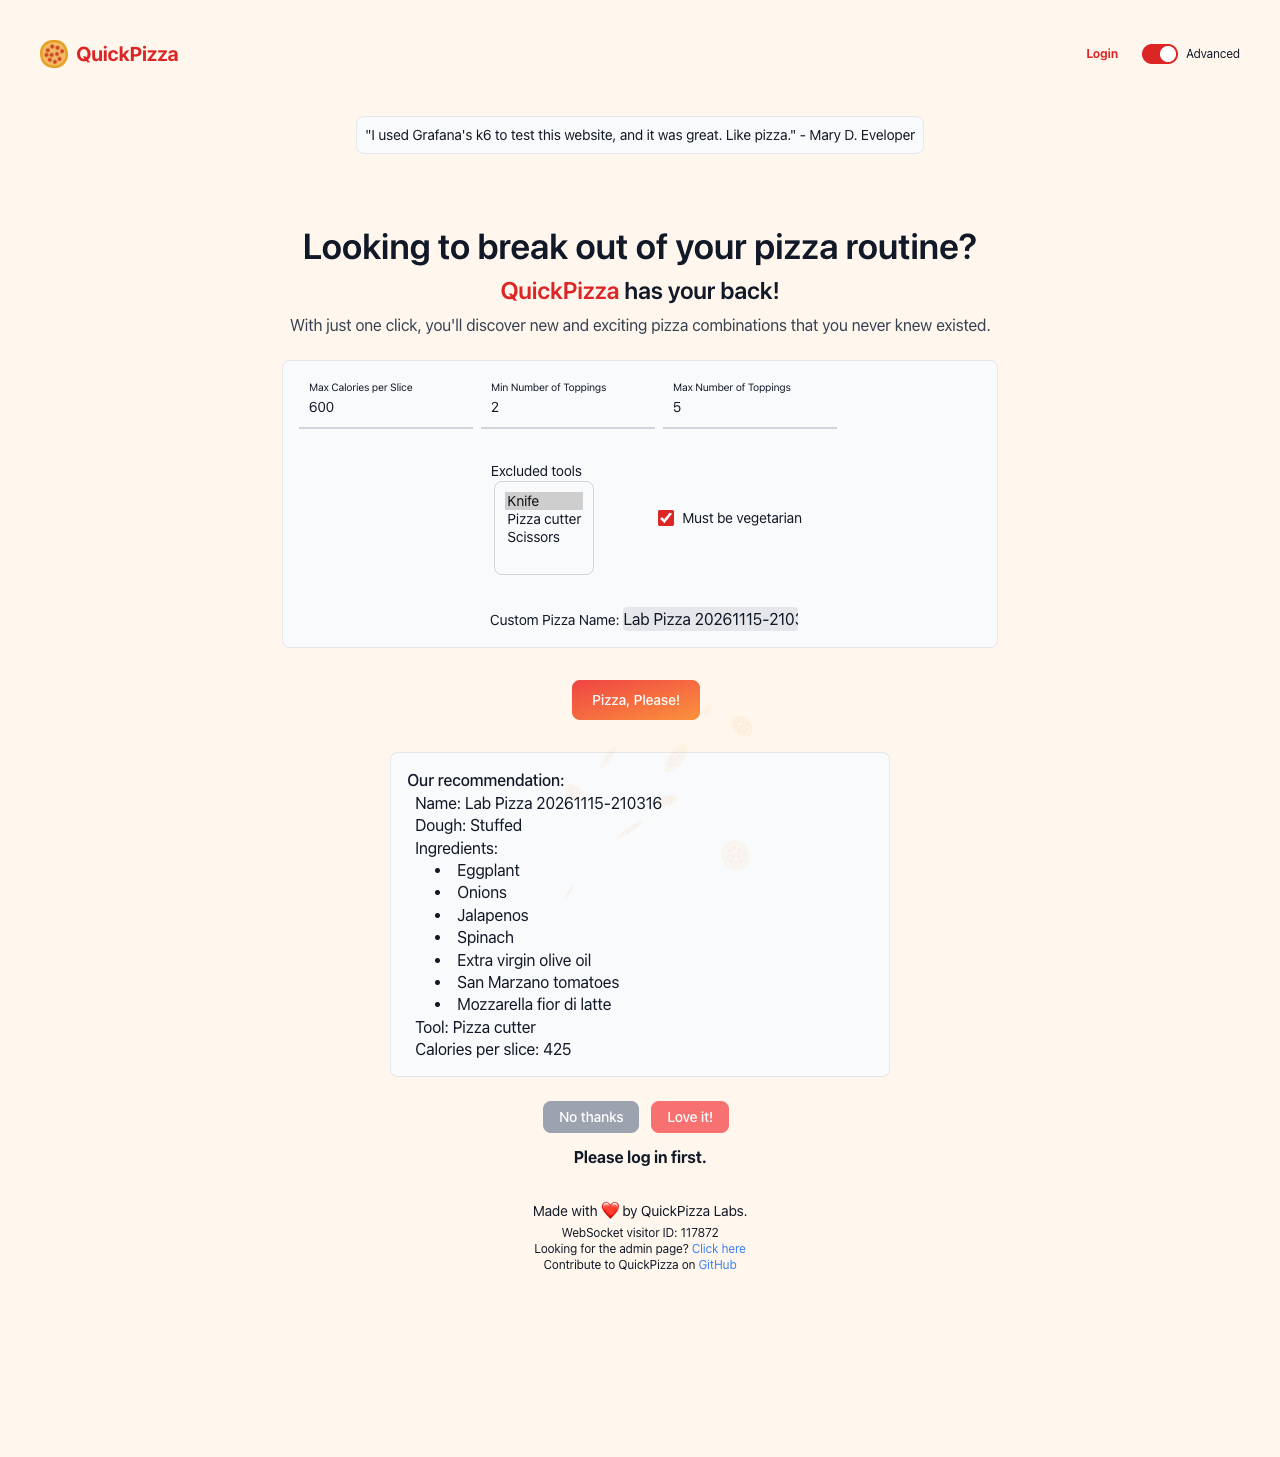 QuickPizza
Login
Advanced
"I used Grafana's k6 to test this website, and it was great. Like pizza." - Mary D. Eveloper
Looking to break out of your pizza routine?
QuickPizza has your back!
With just one click, you'll discover new and exciting pizza combinations that you never knew existed.
Max Calories per Slice
600
Min Number of Toppings
2
Max Number of Toppings
5
Excluded tools
Knife
Pizza cutter
Scissors
Must be vegetarian
Custom Pizza Name: Lab Pizza 20261115-2103
Pizza, Please!
Our recommendation:
Name: Lab Pizza 20261115-210316
Dough: Stuffed
Ingredients:
Eggplant
Onions
Jalapenos
Spinach
Extra virgin olive oil
San Marzano tomatoes
Mozzarella fior di latte
Tool: Pizza cutter
Calories per slice: 425
No thanks
Love it!
Please log in first.
Made with ❤️ by QuickPizza Labs.
WebSocket visitor ID: 117872
Looking for the admin page? Click here
Contribute to QuickPizza on GitHub